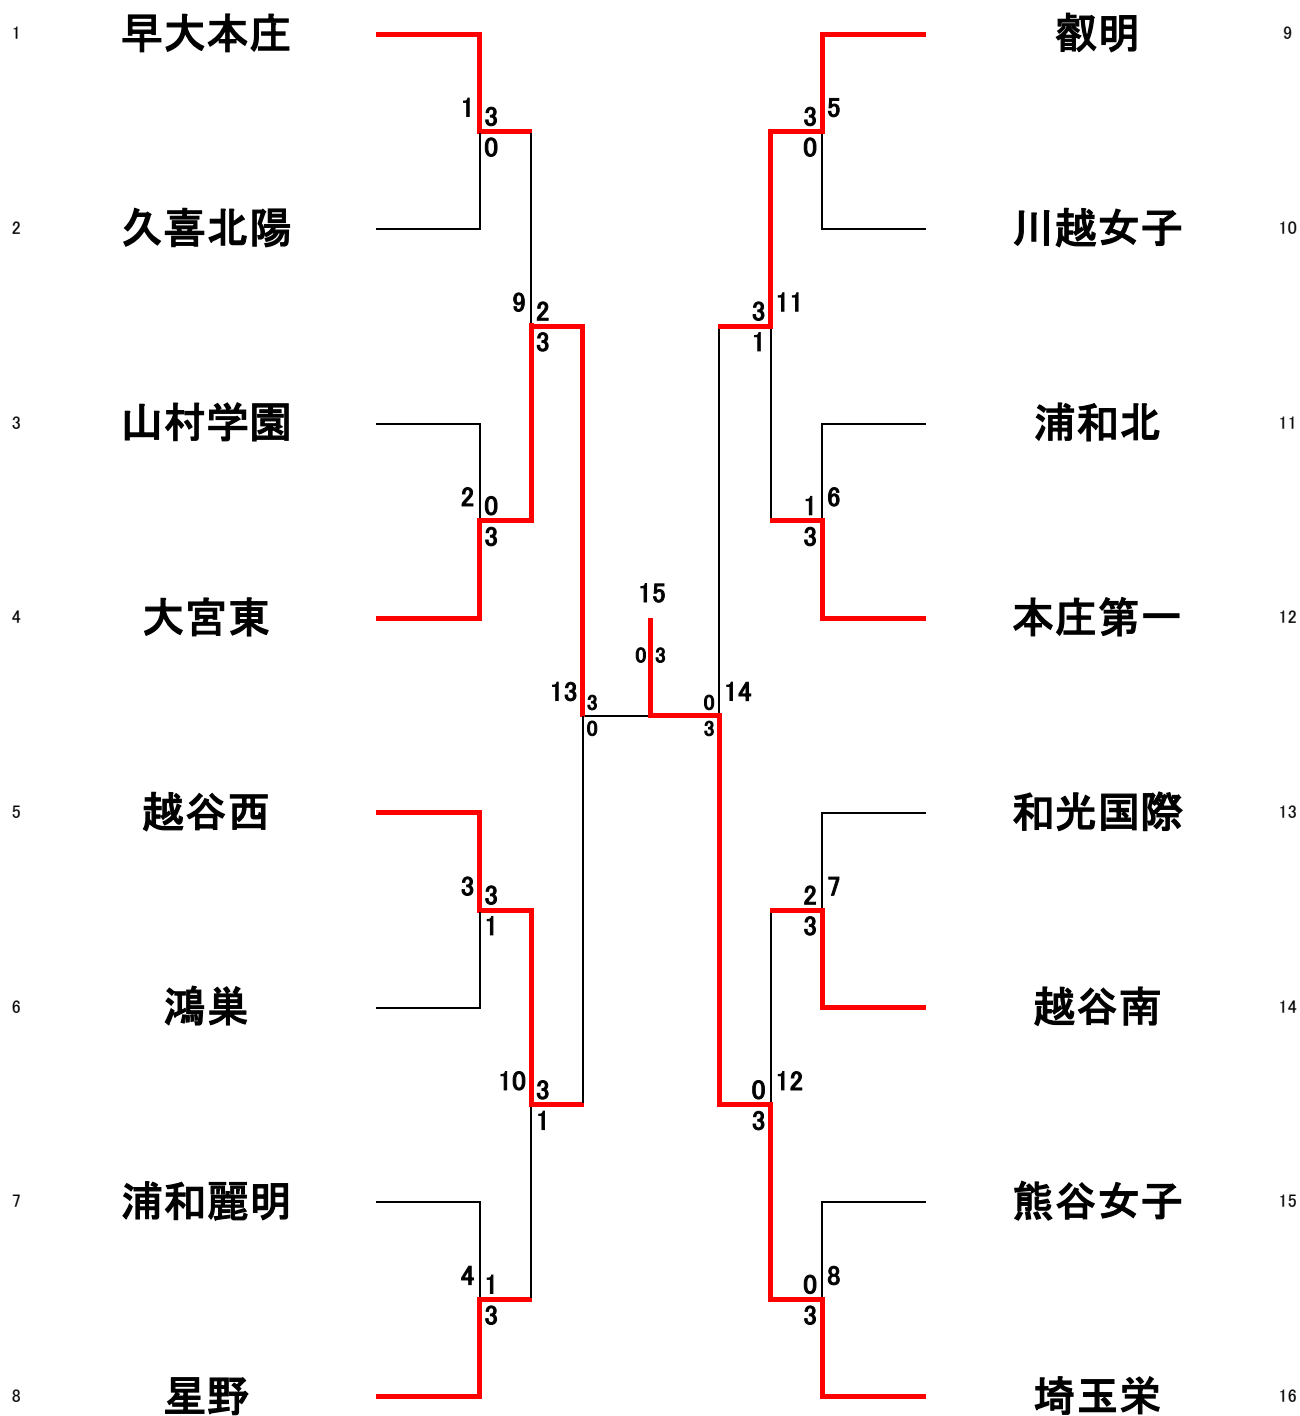 1 早大本庄 叡明 9
1 3 3 5
0 0
2 久喜北陽 川越女子 10
9 2 3 11
3 1
3 山村学園 浦和北 11
2 0 1 6
3 3
15
4 大宮東 本庄第一 12
0 3
13 3 0 14
0 3
5 越谷西 和光国際 13
3 3 2 7
1 3
6 鴻巣 越谷南 14
10 3 0 12
1 3
7 浦和麗明 熊谷女子 15
4 1 0 8
3 3
8 星野 埼玉栄 16